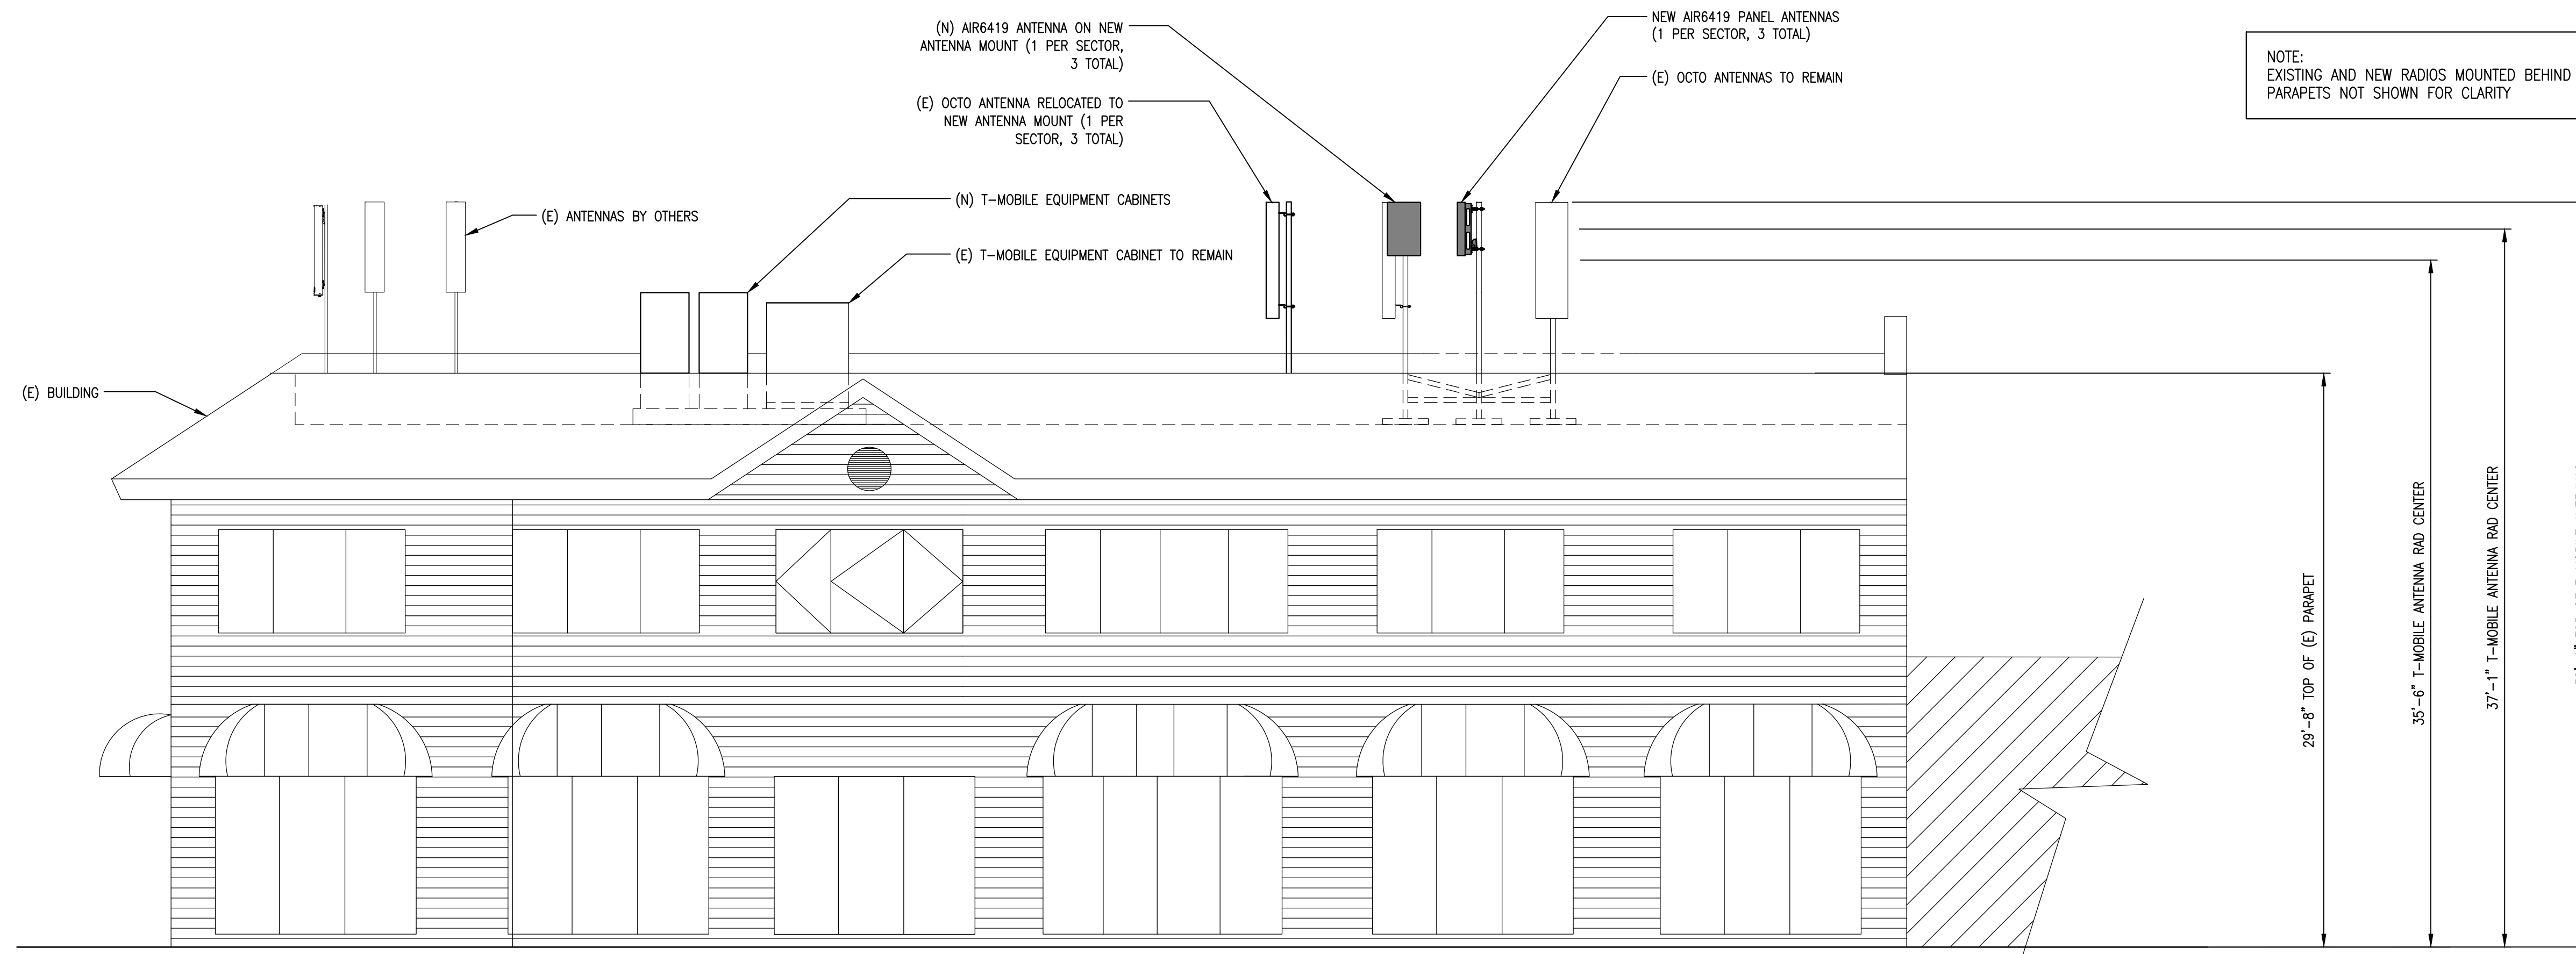 (N) AIR6419 ANTENNA ON NEW
ANTENNA MOUNT (1 PER SECTOR,
3 TOTAL)
NEW AIR6419 PANEL ANTENNAS
(1 PER SECTOR, 3 TOTAL)
(E) OCTO ANTENNAS TO REMAIN
NOTE:
EXISTING AND NEW RADIOS MOUNTED BEHIND
PARAPETS NOT SHOWN FOR CLARITY
(E) OCTO ANTENNA RELOCATED TO
NEW ANTENNA MOUNT (1 PER
SECTOR, 3 TOTAL)
(E) ANTENNAS BY OTHERS
(N) T-MOBILE EQUIPMENT CABINETS
(E) T-MOBILE EQUIPMENT CABINET TO REMAIN
(E) BUILDING
29'-8" TOP OF (E) PARAPET
35'-6" T-MOBILE ANTENNA RAD CENTER
37'-1" T-MOBILE ANTENNA RAD CENTER